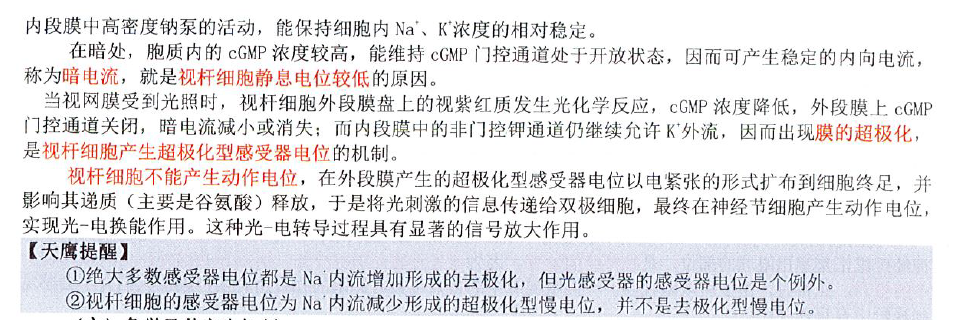 内段膜中高密度钠泵的活动，能保持细胞内 Na⁺、K⁺浓度的相对稳定。
在暗处，胞质内的 cGMP 浓度较高，能维持 cGMP 门控通道处于开放状态，因而可产生稳定的内向电流，
称为暗电流，就是视杆细胞静息电位较低的原因。
当视网膜受到光照时，视杆细胞外段膜盘上的视紫红质发生光化学反应，cGMP 浓度降低，外段膜上 cGMP
门控通道关闭，暗电流减小或消失；而内段膜中的非门控钾通道仍继续允许 K⁺外流，因而出现膜的超极化，
是视杆细胞产生超极化型感受器电位的机制。
视杆细胞不能产生动作电位，在外段膜产生的超极化型感受器电位以电紧张的形式扩布到细胞终足，并
影响其递质（主要是谷氨酸）释放，于是将光刺激的信息传递给双极细胞，最终在神经节细胞产生动作电位，
实现光-电换能作用。这种光-电转导过程具有显著的信号放大作用。
【天鹰提醒】
①绝大多数感受器电位都是 Na⁺内流增加形成的去极化，但光感受器的感受器电位是个例外。
②视杆细胞的感受器电位为 Na⁺内流减少形成的超极化型慢电位，并不是去极化型慢电位。